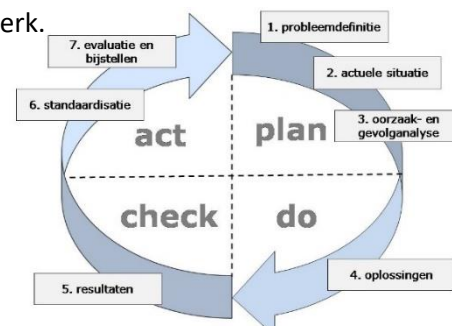 erk.
7. evaluatie en
bijstellen
1. probleemdefinitie
2. actuele situatie
6. standaardisatie
3. oorzaak- en
gevolganalyse
act
plan
check
do
4. oplossingen
5. resultaten